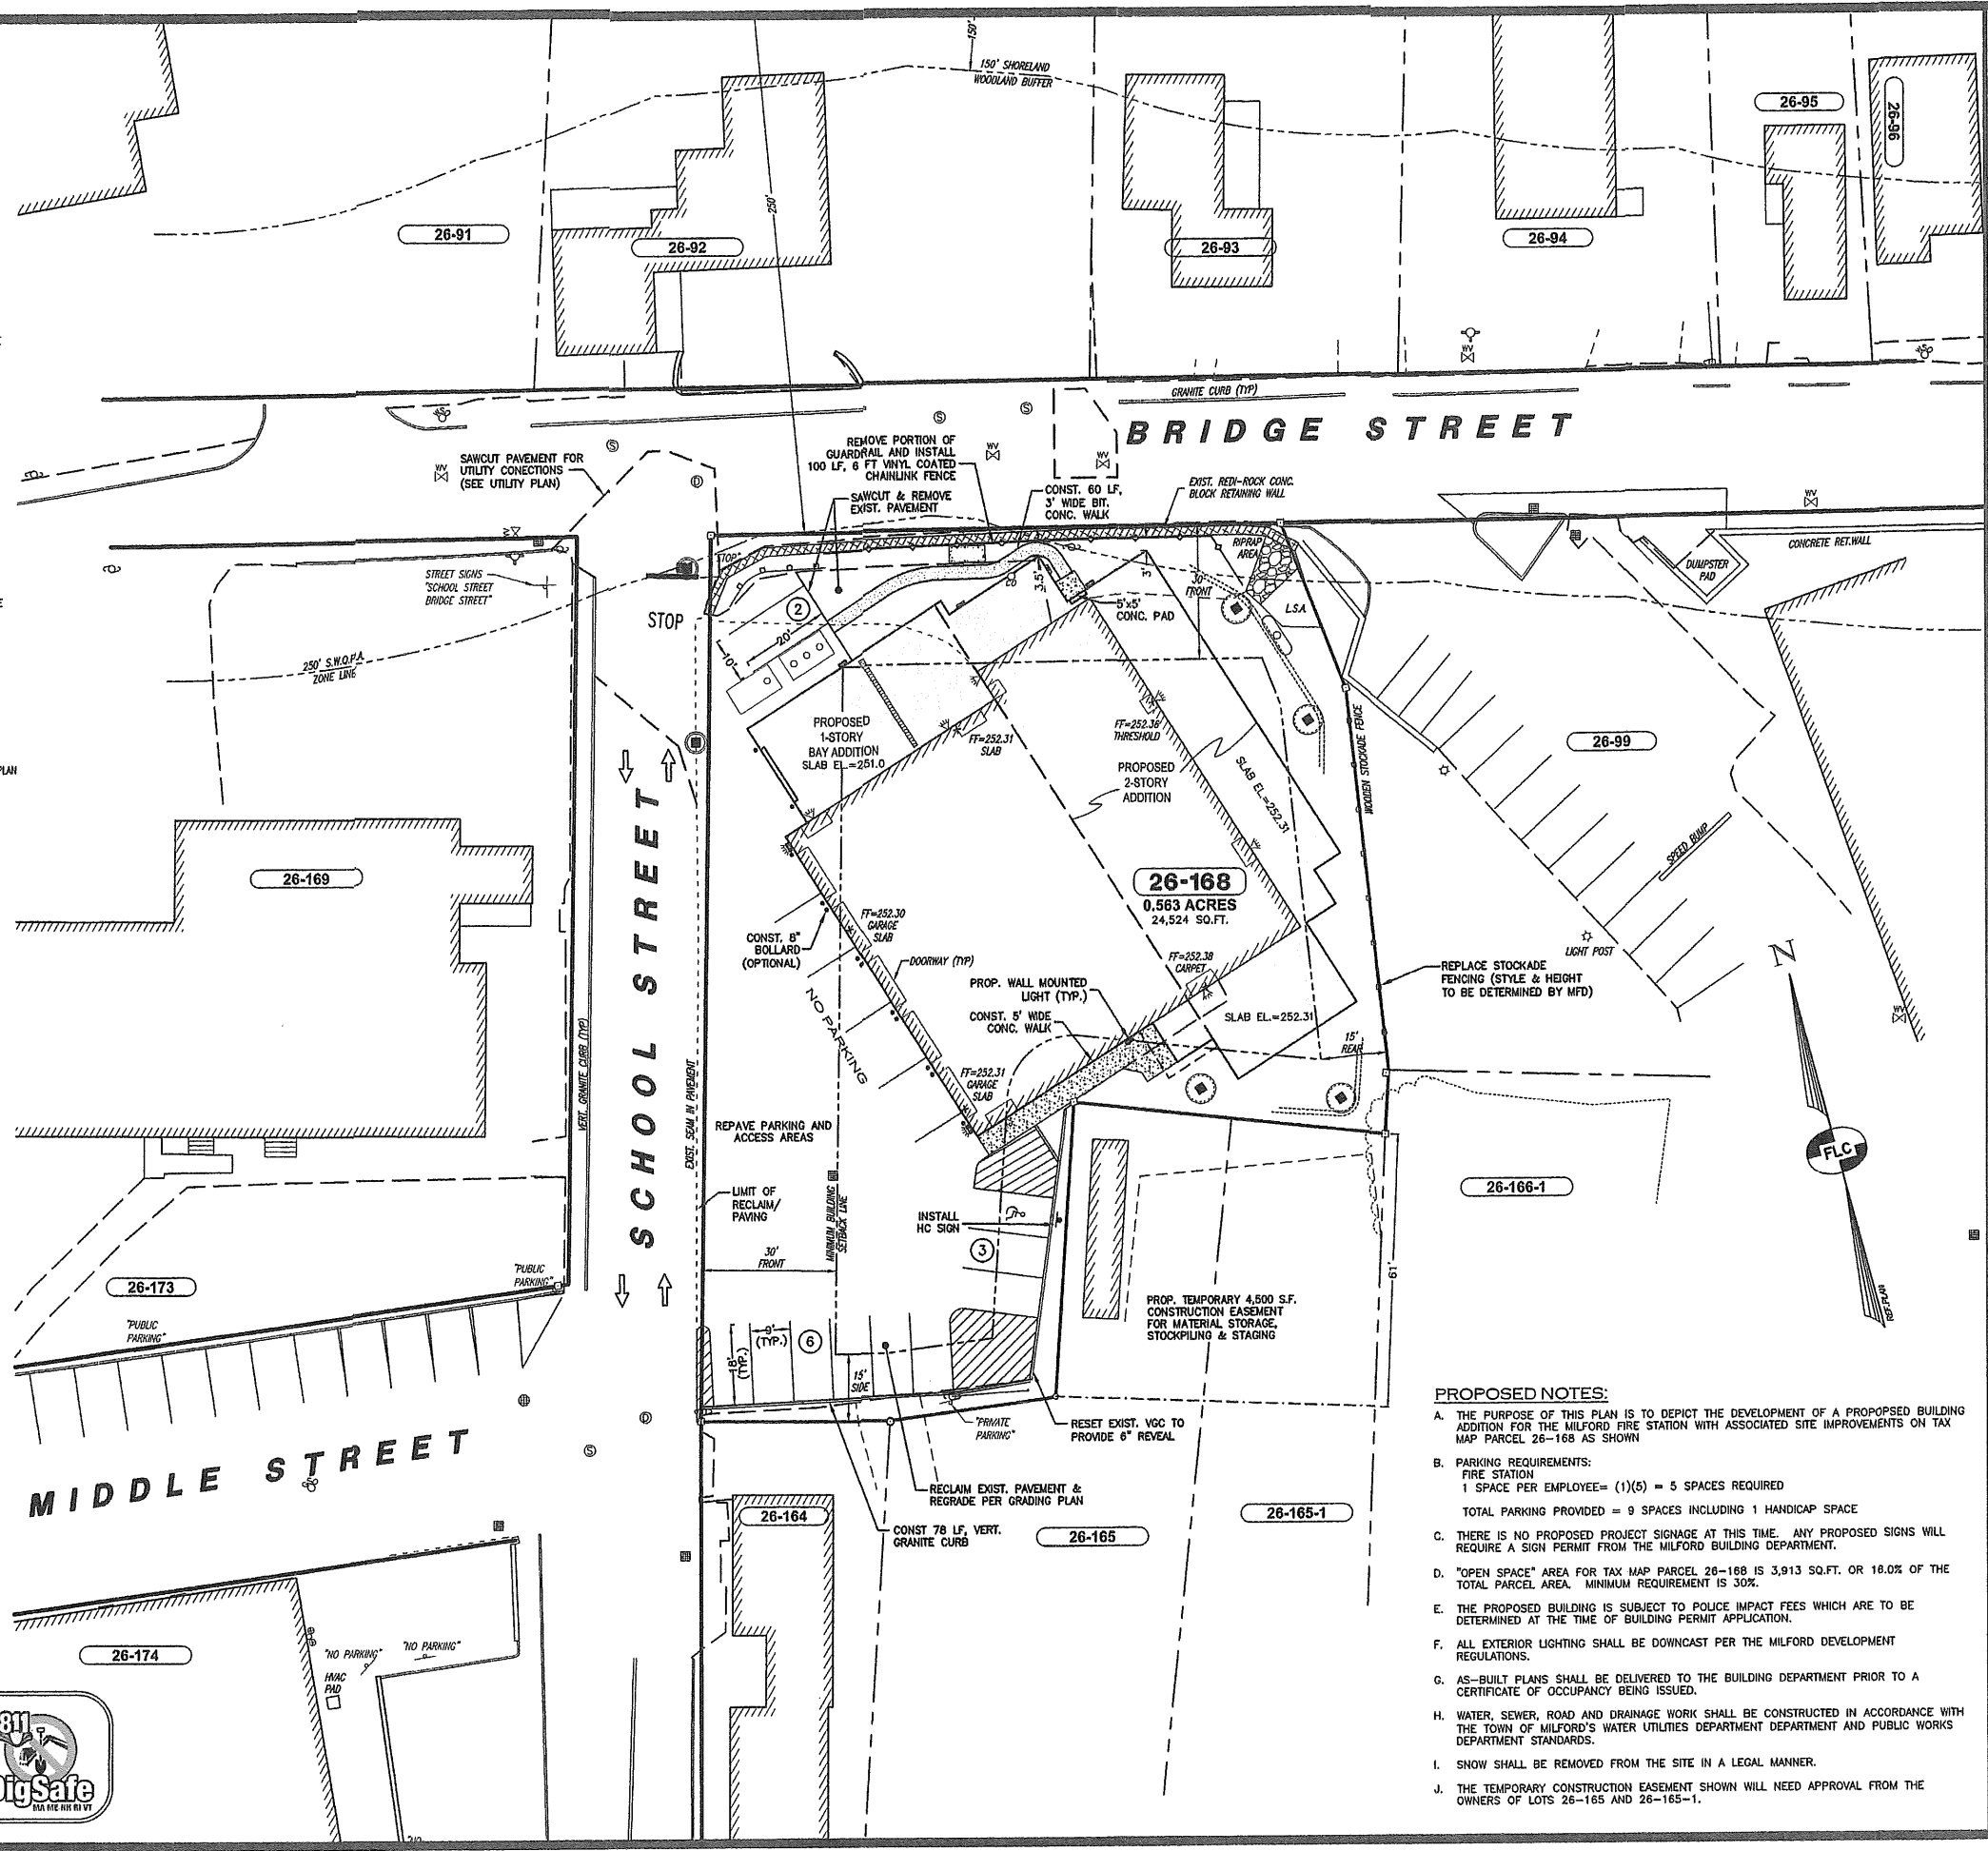 150'
150' SHORELAND
WOODLAND BUFFER
26-95
26-96
26-91
26-92
250'
26-93
26-94
WV
GRANITE CURB (TYP)
BRIDGE STREET
SAWCUT PAVEMENT FOR
UTILITY CONECTIONS
(SEE UTILITY PLAN)
WV
REMOVE PORTION OF
GUARDRAIL AND INSTALL
100 LF, 6 FT VINYL COATED
CHAINLINK FENCE
WV
WV
SAWCUT & REMOVE
EXIST. PAVEMENT
CONST. 60 LF,
3' WIDE BIT.
CONC. WALK
EXIST. REDI-ROCK CONC.
BLOCK RETAINING WALL
WV
S
S
S
D
STREET SIGNS
"SCHOOL STREET
BRIDGE STREET"
"STOP"
STOP
RIPRAP
AREA
CONCRETE RET.WALL
DUMPSTER
PAD
2
20'
10'
3.5'
3'
5'x5'
CONC. PAD
30'
FRONT
L.S.A.
250' S.W.Q.P.A.
ZONE LINE
PLAN
PROPOSED
1-STORY
BAY ADDITION
SLAB EL.=251.0
FF=252.31
SLAB
FF=252.38
THRESHOLD
PROPOSED
2-STORY
ADDITION
SLAB EL.=252.31
WOODEN STOCKADE FENCE
26-99
SPEED BUMP
26-169
SCHOOL STREET
26-168
0.563 ACRES
24,524 SQ.FT.
FF=252.30
GARAGE
SLAB
CONST. 8"
BOLLARD
(OPTIONAL)
DOORWAY (TYP)
NO PARKING
FF=252.38
CARPET
PROP. WALL MOUNTED
LIGHT (TYP.)
CONST. 5' WIDE
CONC. WALK
SLAB EL.=252.31
LIGHT POST
REPLACE STOCKADE
FENCING (STYLE & HEIGHT
TO BE DETERMINED BY MFD)
N
WV
15'
REAR
VERT. GRANITE CURB (TYP)
EXIST. SEAM IN PAVEMENT
FF=252.31
GARAGE
SLAB
REPAVE PARKING AND
ACCESS AREAS
FLC
LIMIT OF
RECLAIM/
PAVING
MINIMUM BUILDING
SETBACK LINE
INSTALL
HC SIGN
3
26-166-1
30'
FRONT
61'
26-173
"PUBLIC
PARKING"
"PUBLIC
PARKING"
PROP. TEMPORARY 4,500 S.F.
CONSTRUCTION EASEMENT
FOR MATERIAL STORAGE,
STOCKPILING & STAGING
REF PLAN
18'
(TYP.)
9'
(TYP.)
6
15'
SIDE
"PRIVATE
PARKING"
RESET EXIST. VGC TO
PROVIDE 6" REVEAL
D
S
MIDDLE STREET
RECLAIM EXIST. PAVEMENT &
REGRADE PER GRADING PLAN
26-164
CONST 78 LF, VERT.
GRANITE CURB
26-165
26-165-1
26-174
"NO PARKING"
"NO PARKING"
HVAC
PAD
"NO
811
DigSafe
MA ME NH RI VT
PROPOSED NOTES:
A. THE PURPOSE OF THIS PLAN IS TO DEPICT THE DEVELOPMENT OF A PROPOPSED BUILDING
ADDITION FOR THE MILFORD FIRE STATION WITH ASSOCIATED SITE IMPROVEMENTS ON TAX
MAP PARCEL 26-168 AS SHOWN
B. PARKING REQUIREMENTS:
FIRE STATION
1 SPACE PER EMPLOYEE= (1)(5) = 5 SPACES REQUIRED
TOTAL PARKING PROVIDED = 9 SPACES INCLUDING 1 HANDICAP SPACE
C. THERE IS NO PROPOSED PROJECT SIGNAGE AT THIS TIME. ANY PROPOSED SIGNS WILL
REQUIRE A SIGN PERMIT FROM THE MILFORD BUILDING DEPARTMENT.
D. "OPEN SPACE" AREA FOR TAX MAP PARCEL 26-168 IS 3,913 SQ.FT. OR 16.0% OF THE
TOTAL PARCEL AREA. MINIMUM REQUIREMENT IS 30%.
E. THE PROPOSED BUILDING IS SUBJECT TO POLICE IMPACT FEES WHICH ARE TO BE
DETERMINED AT THE TIME OF BUILDING PERMIT APPLICATION.
F. ALL EXTERIOR LIGHTING SHALL BE DOWNCAST PER THE MILFORD DEVELOPMENT
REGULATIONS.
G. AS-BUILT PLANS SHALL BE DELIVERED TO THE BUILDING DEPARTMENT PRIOR TO A
CERTIFICATE OF OCCUPANCY BEING ISSUED.
H. WATER, SEWER, ROAD AND DRAINAGE WORK SHALL BE CONSTRUCTED IN ACCORDANCE WITH
THE TOWN OF MILFORD'S WATER UTILITIES DEPARTMENT DEPARTMENT AND PUBLIC WORKS
DEPARTMENT STANDARDS.
I. SNOW SHALL BE REMOVED FROM THE SITE IN A LEGAL MANNER.
J. THE TEMPORARY CONSTRUCTION EASEMENT SHOWN WILL NEED APPROVAL FROM THE
OWNERS OF LOTS 26-165 AND 26-165-1.